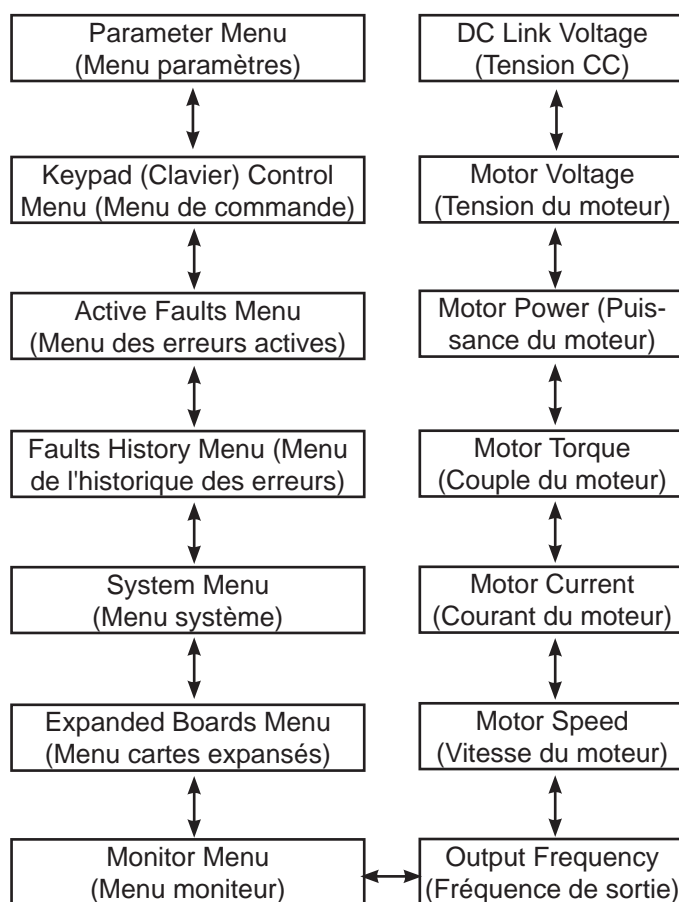 Parameter Menu
(Menu paramètres)
Keypad (Clavier) Control
Menu (Menu de commande)
Active Faults Menu
(Menu des erreurs actives)
Faults History Menu (Menu
de l'historique des erreurs)
System Menu
(Menu système)
Expanded Boards Menu
(Menu cartes expansés)
Monitor Menu
(Menu moniteur)
DC Link Voltage
(Tension CC)
Motor Voltage
(Tension du moteur)
Motor Power (Puis-
sance du moteur)
Motor Torque
(Couple du moteur)
Motor Current
(Courant du moteur)
Motor Speed
(Vitesse du moteur)
Output Frequency
(Fréquence de sortie)